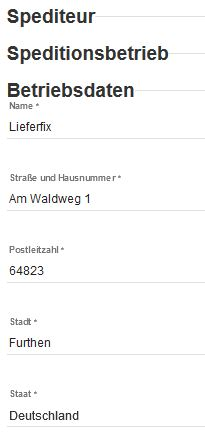 Spediteur
Speditionsbetrieb
Betriebsdaten
Name *
Lieferfix
Straße und Hausnummer *
Am Waldweg 1
Postleitzahl *
64823
Stadt *
Furthen
Staat *
Deutschland